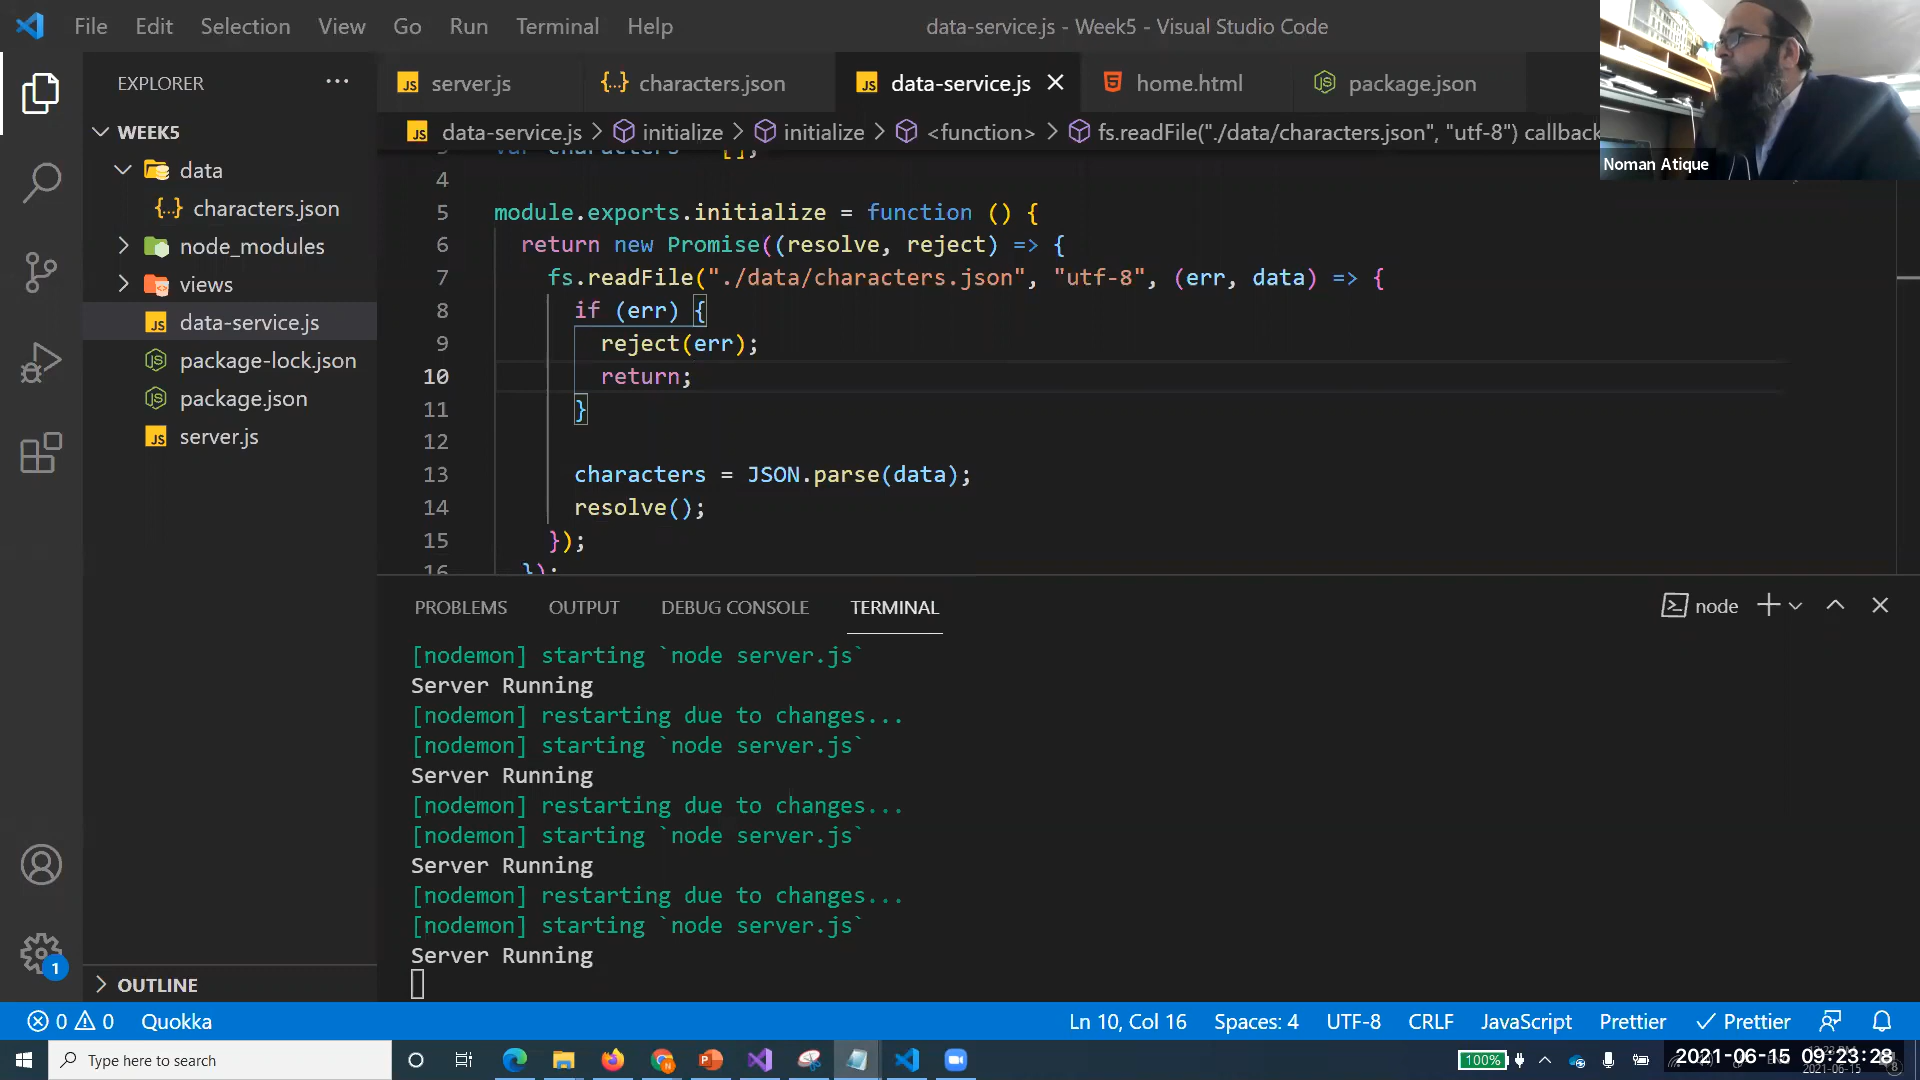 File Edit Selection View Go Run Terminal Help
data-service.js - Week5 - Visual Studio Code
Noman Atique
EXPLORER
WEEK5
data
characters.json
node_modules
views
data-service.js
package-lock.json
package.json
server.js
OUTLINE
server.js characters.json data-service.js home.html package.json
data-service.js > initialize > initialize > <function> > fs.readFile("./data/characters.json", "utf-8") callback
4
5 module.exports.initialize = function () {
6 return new Promise((resolve, reject) => {
7 fs.readFile("./data/characters.json", "utf-8", (err, data) => {
8 if (err) {
9 reject(err);
10 return;
11 }
12
13 characters = JSON.parse(data);
14 resolve();
15 });
16 });
PROBLEMS OUTPUT DEBUG CONSOLE TERMINAL
node
[nodemon] starting `node server.js`
Server Running
[nodemon] restarting due to changes...
[nodemon] starting `node server.js`
Server Running
[nodemon] restarting due to changes...
[nodemon] starting `node server.js`
Server Running
[nodemon] restarting due to changes...
[nodemon] starting `node server.js`
Server Running
1
0 0 Quokka
Ln 10, Col 16 Spaces: 4 UTF-8 CRLF JavaScript Prettier Prettier
Type here to search
100%
2021-06-15 09:23:28
2021-06-15